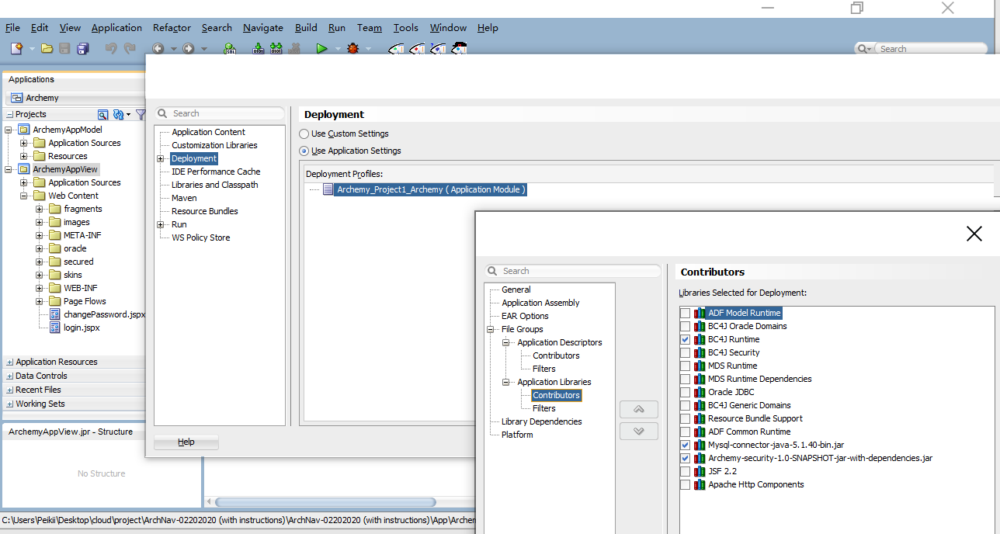 File Edit View Application Refactor Search Navigate Build Run Team Tools Window Help
Search
Applications
Archemy
Projects
ArchemyAppModel
Application Sources
Resources
ArchemyAppView
Application Sources
Web Content
fragments
images
META-INF
oracle
secured
skins
WEB-INF
Page Flows
changePassword.jspx
login.jspx
Application Resources
Data Controls
Recent Files
Working Sets
ArchemyAppView.jpr - Structure
No Structure
Search
Application Content
Customization Libraries
Deployment
IDE Performance Cache
Libraries and Classpath
Maven
Resource Bundles
Run
WS Policy Store
Help
Deployment
Use Custom Settings
Use Application Settings
Deployment Profiles:
Archemy_Project1_Archemy ( Application Module )
Search
General
Application Assembly
EAR Options
File Groups
Application Descriptors
Contributors
Filters
Application Libraries
Contributors
Filters
Library Dependencies
Platform
Contributors
Libraries Selected for Deployment:
ADF Model Runtime
BC4J Oracle Domains
BC4J Runtime
BC4J Security
MDS Runtime
MDS Runtime Dependencies
Oracle JDBC
BC4J Generic Domains
Resource Bundle Support
ADF Common Runtime
Mysql-connector-java-5.1.40-bin.jar
Archemy-security-1.0-SNAPSHOT-jar-with-dependencies.jar
JSF 2.2
Apache Http Components
C:\Users\Peikii\Desktop\cloud\project\ArchNav-02202020 (with instructions)\ArchNav-02202020 (with instructions)\App\Archem